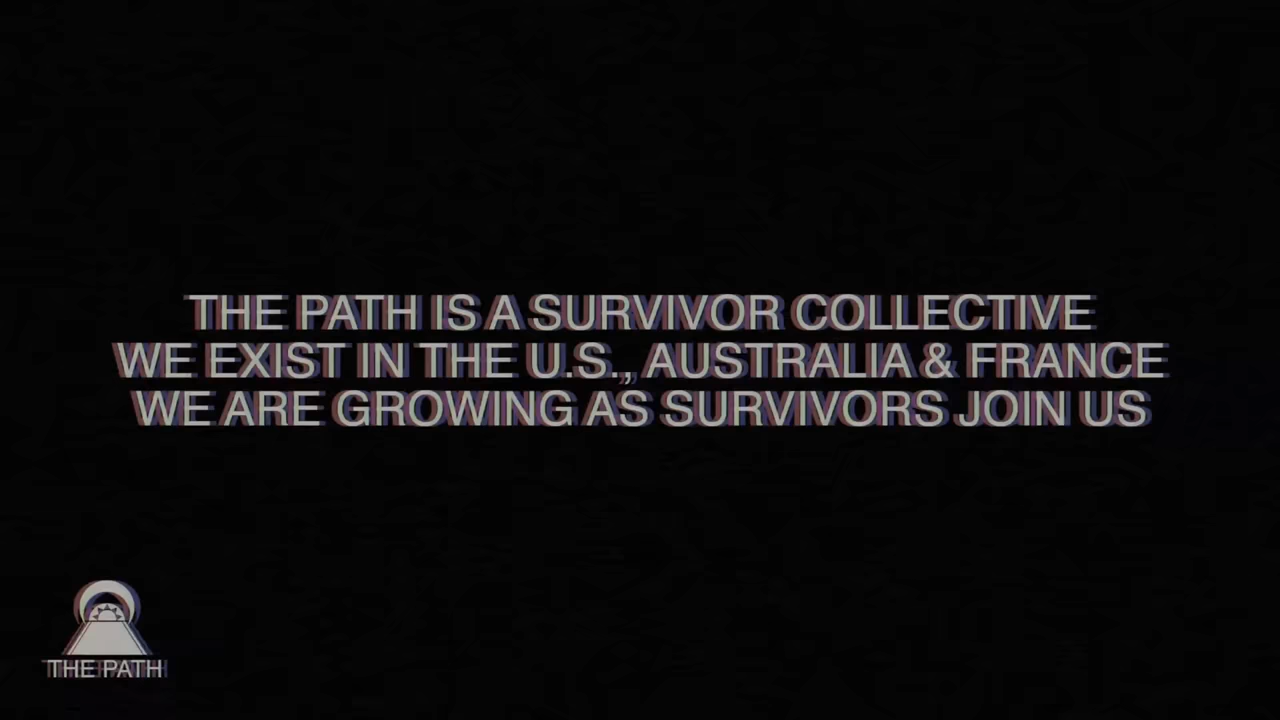 THE PATH IS A SURVIVOR COLLECTIVE
WE EXIST IN THE U.S., AUSTRALIA & FRANCE
WE ARE GROWING AS SURVIVORS JOIN US
THE PATH